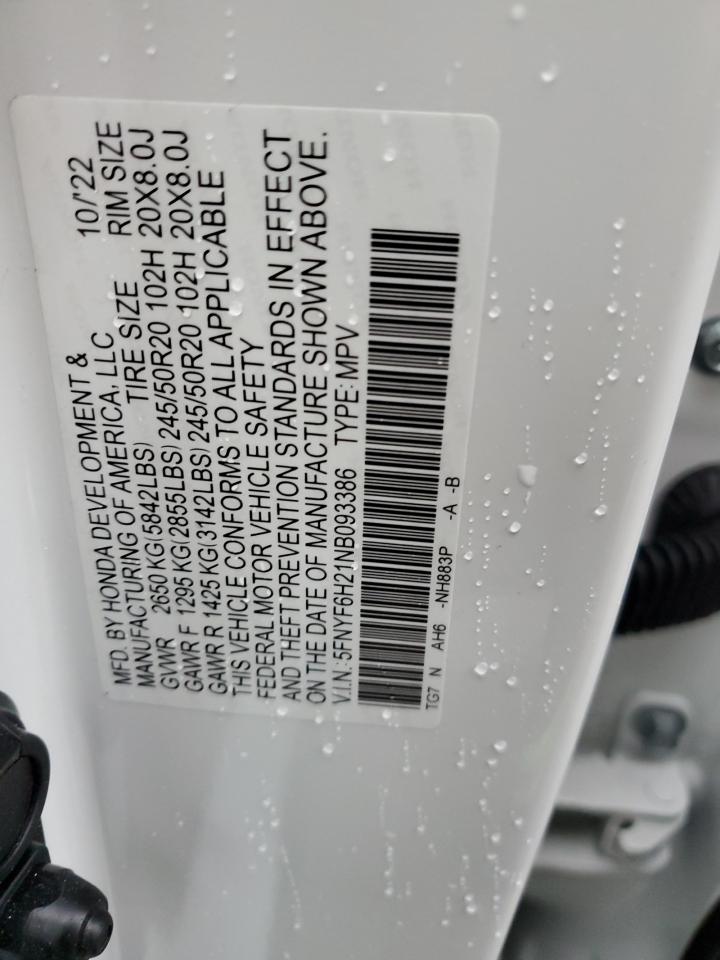 MFD. BY HONDA DEVELOPMENT & 10/'22
MANUFACTURING OF AMERICA, LLC
GVWR 2650 KG(5842LBS) TIRE SIZE RIM SIZE
GAWR F 1295 KG(2855LBS) 245/50R20 102H 20X8.0J
GAWR R 1425 KG(3142LBS) 245/50R20 102H 20X8.0J
THIS VEHICLE CONFORMS TO ALL APPLICABLE
FEDERAL MOTOR VEHICLE SAFETY
AND THEFT PREVENTION STANDARDS IN EFFECT
ON THE DATE OF MANUFACTURE SHOWN ABOVE.
V.I.N.:5FNYF6H21NB093386 TYPE: MPV
TG7 N AH6 -NH883P -A -B